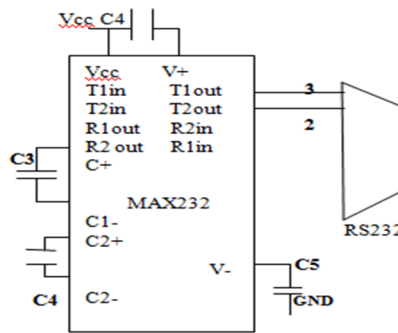 Vcc C4
Vcc V+
T1in T1out 3
T2in T2out
R1out R2in 2
R2 out R1in
C3
C+
MAX232
C1-
RS232
C2+
V- C5
C4 C2- GND